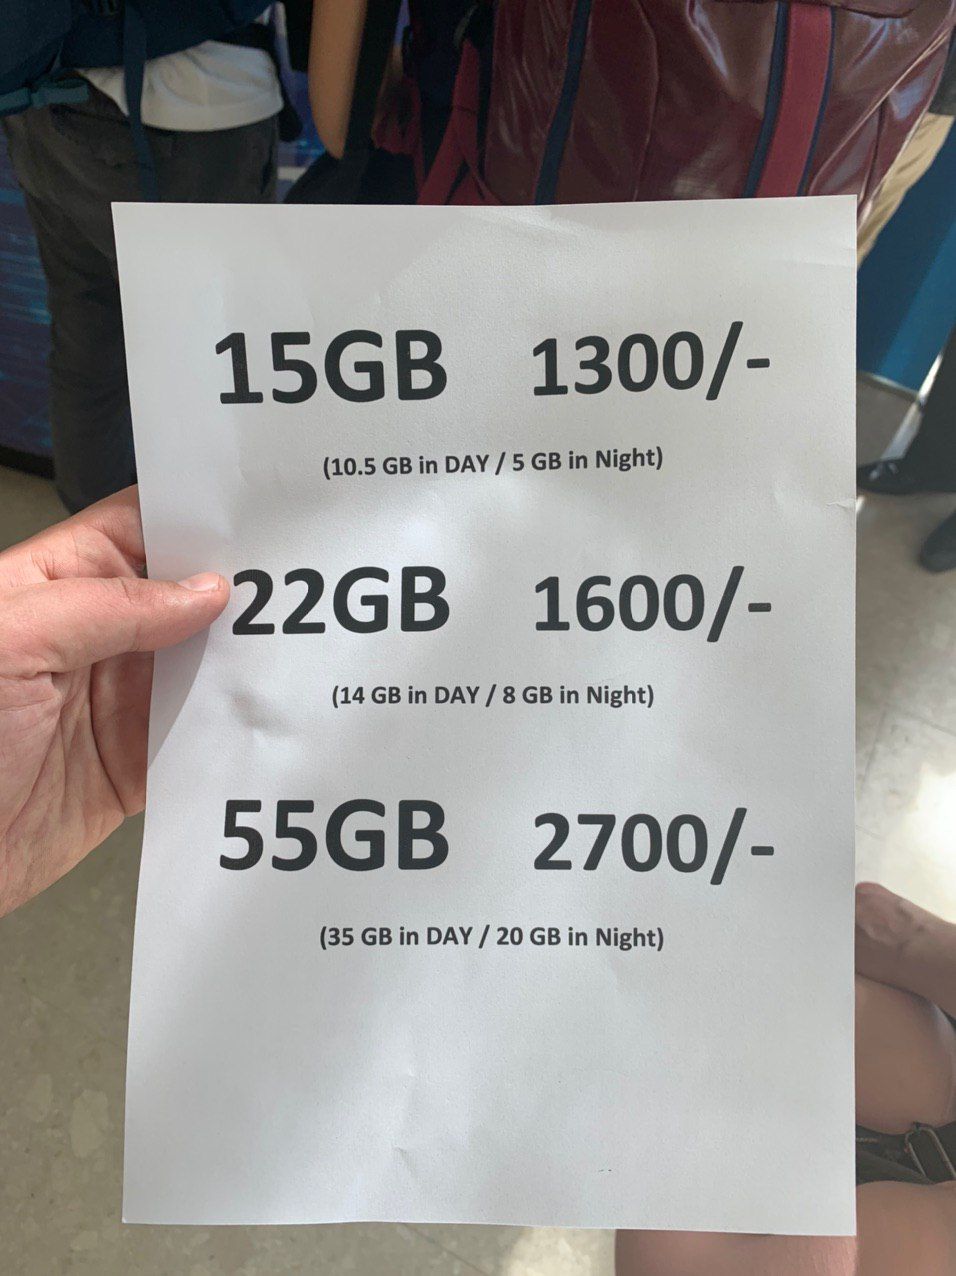 15GB 1300/-
(10.5 GB in DAY / 5 GB in Night)
22GB 1600/-
(14 GB in DAY / 8 GB in Night)
55GB 2700/-
(35 GB in DAY / 20 GB in Night)